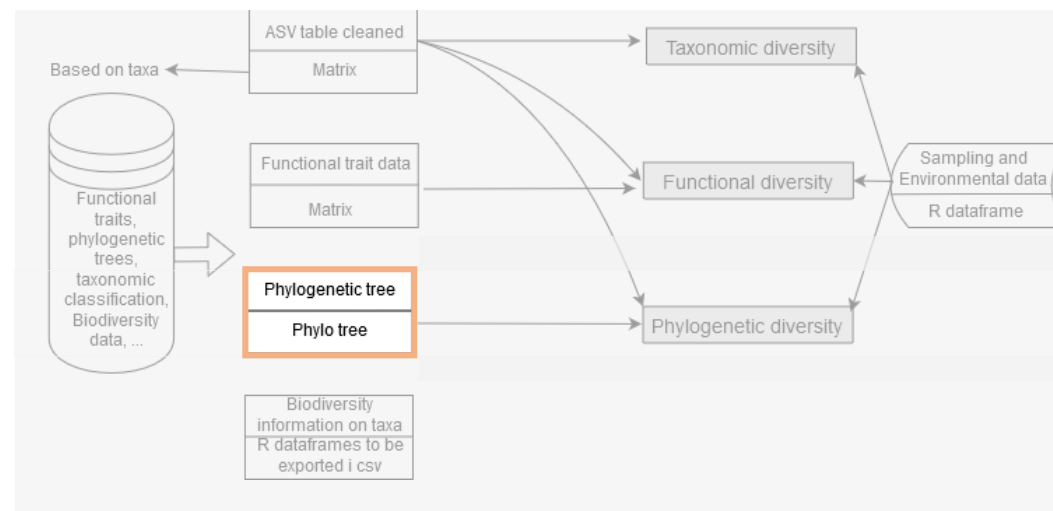 ASV table cleaned
Matrix
Based on taxa
Taxonomic diversity
Functional trait data
Matrix
Functional diversity
Sampling and
Environmental data
R dataframe
Functional
traits,
phylogenetic
trees,
taxonomic
classification,
Biodiversity
data, ...
Phylogenetic tree
Phylo tree
Phylogenetic diversity
Biodiversity
information on taxa
R dataframes to be
exported i csv